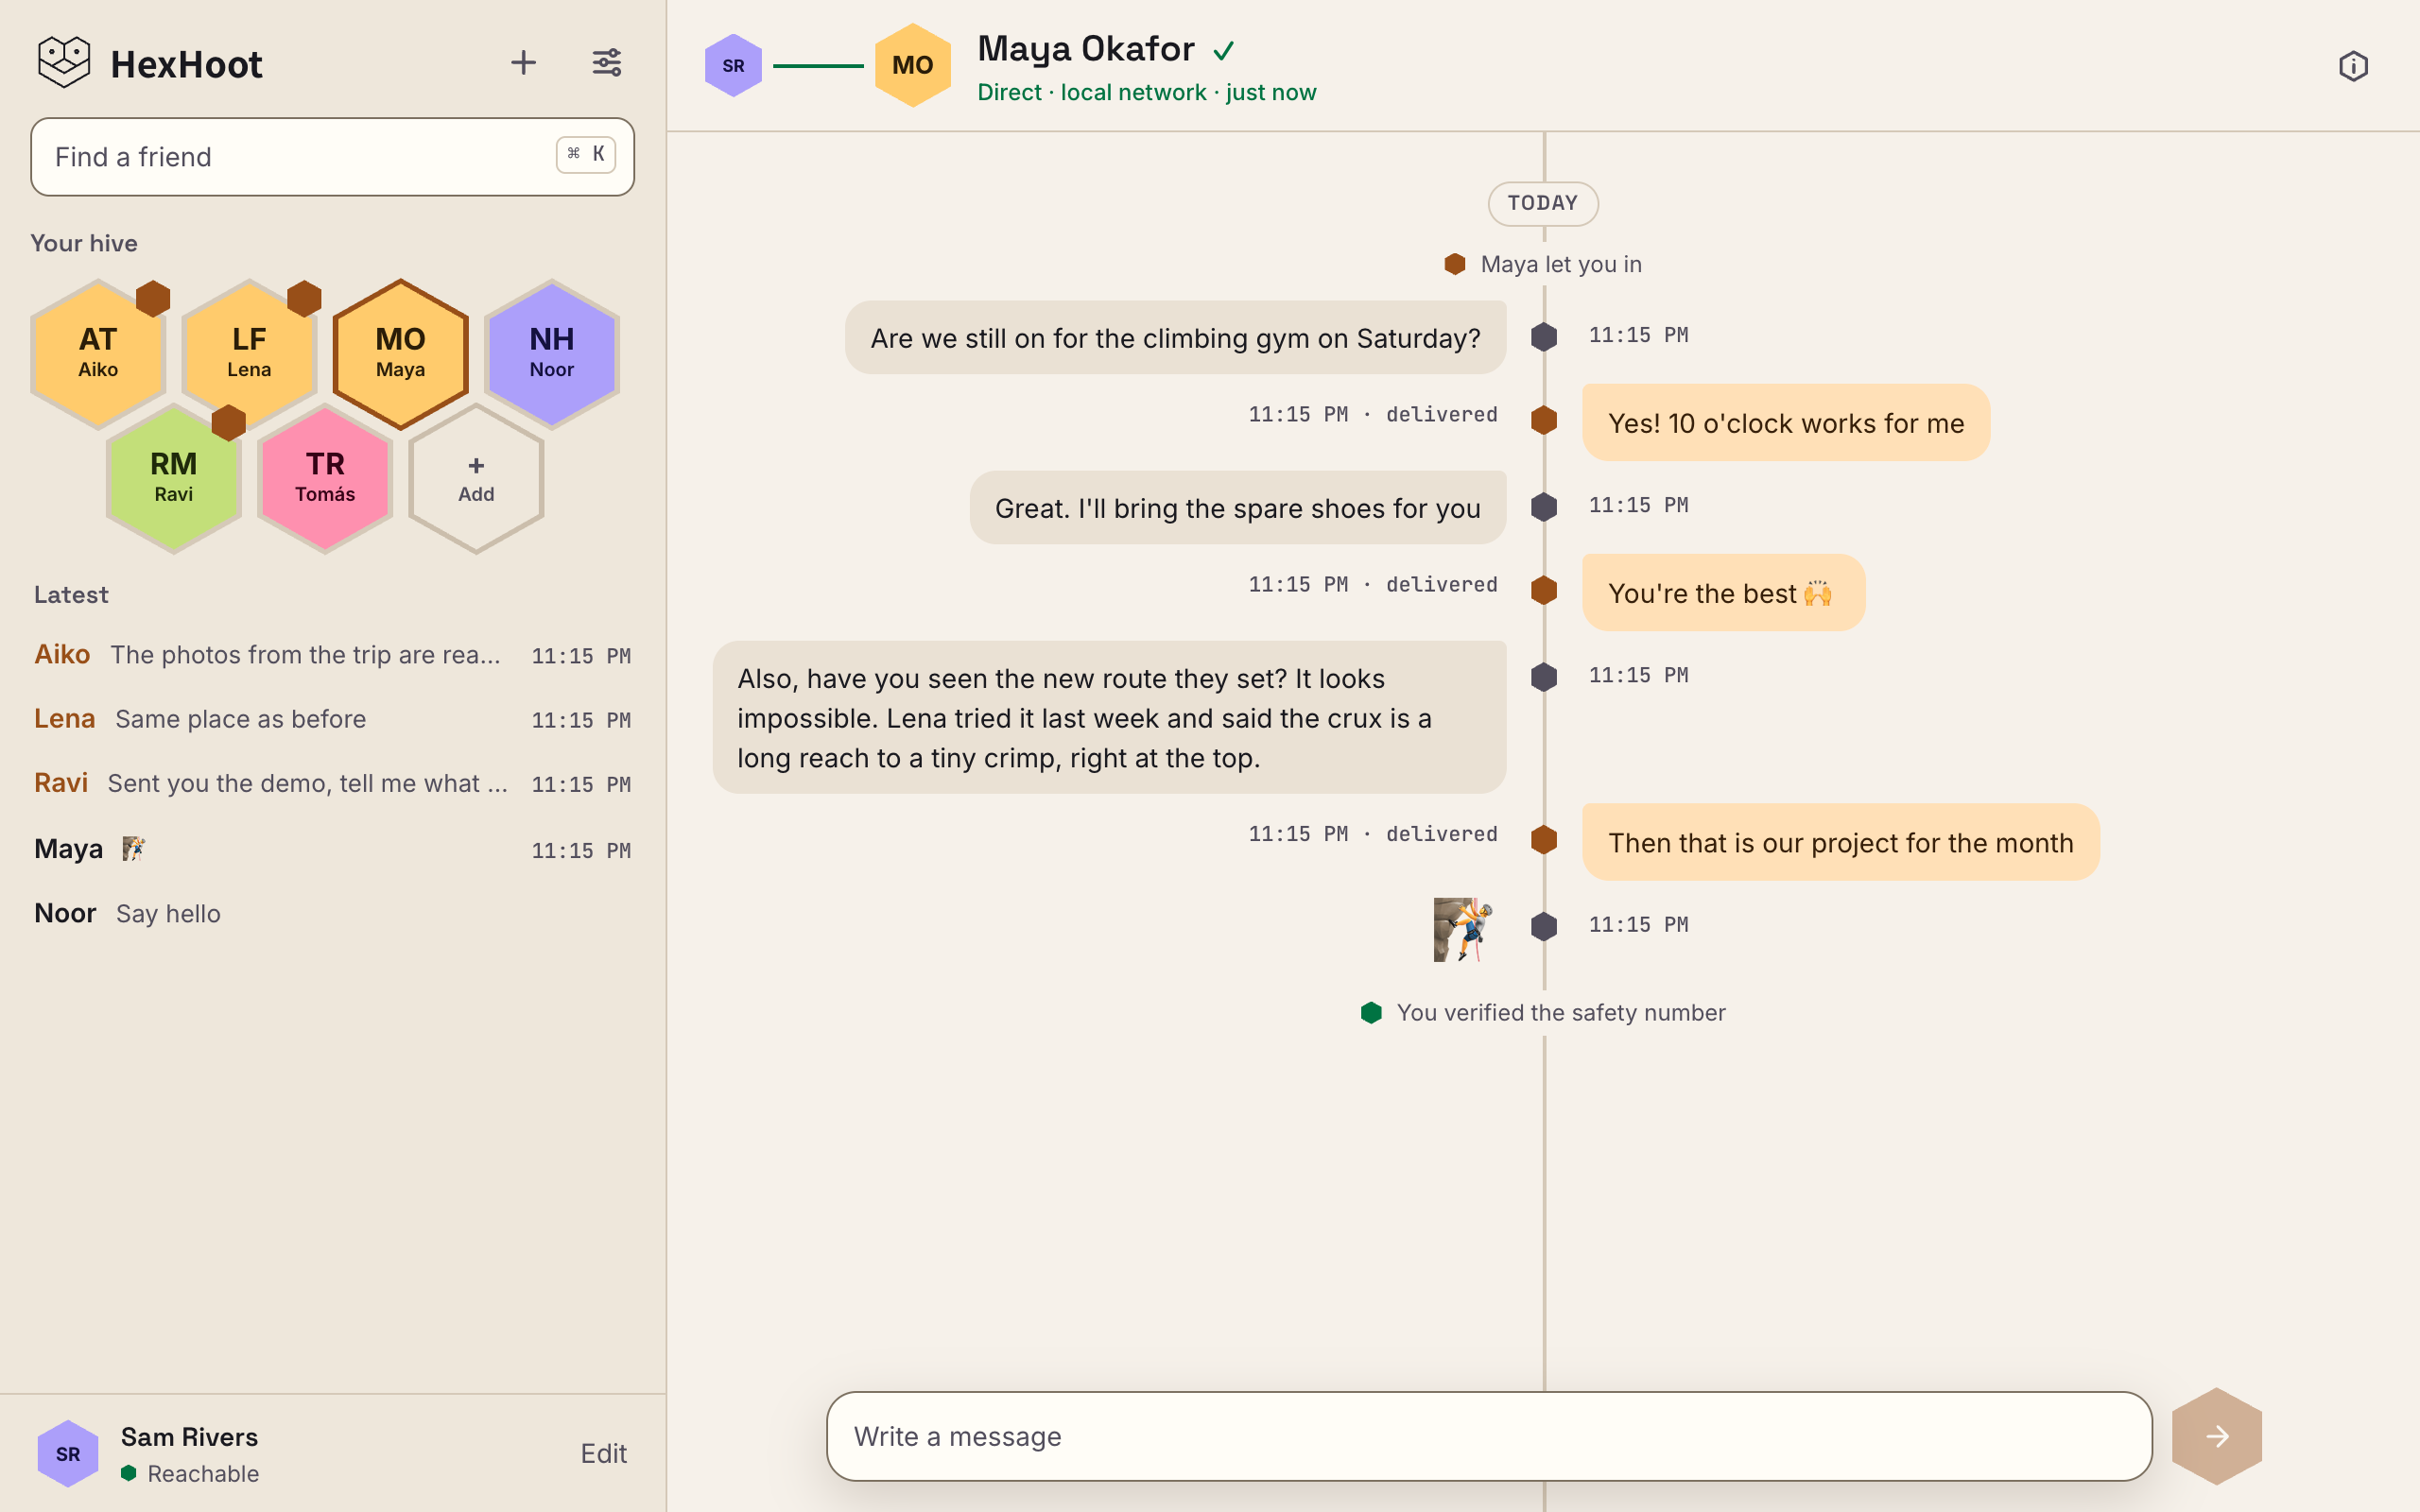 HexHoot
Find a friend
⌘ K
Your hive
AT
Aiko
LF
Lena
MO
Maya
NH
Noor
RM
Ravi
TR
Tomás
+
Add
Latest
Aiko The photos from the trip are rea... 11:15 PM
Lena Same place as before 11:15 PM
Ravi Sent you the demo, tell me what ... 11:15 PM
Maya 🧗 11:15 PM
Noor Say hello
SR
Sam Rivers
Reachable
Edit
SR
MO
Maya Okafor ✓
Direct · local network · just now
TODAY
Maya let you in
Are we still on for the climbing gym on Saturday?
11:15 PM
11:15 PM · delivered
Yes! 10 o'clock works for me
Great. I'll bring the spare shoes for you
11:15 PM
11:15 PM · delivered
You're the best 🙌
Also, have you seen the new route they set? It looks
impossible. Lena tried it last week and said the crux is a
long reach to a tiny crimp, right at the top.
11:15 PM
11:15 PM · delivered
Then that is our project for the month
🧗
11:15 PM
You verified the safety number
Write a message